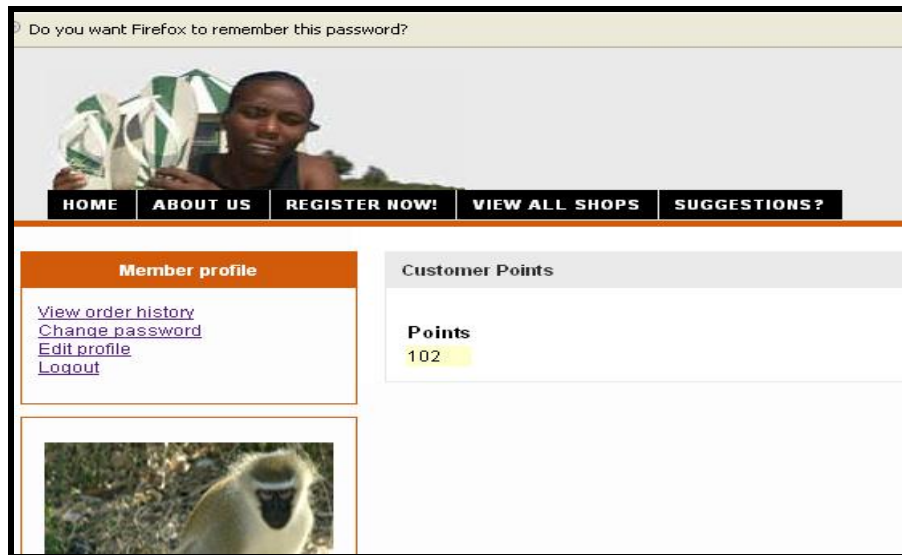 Do you want Firefox to remember this password?
HOME ABOUT US REGISTER NOW! VIEW ALL SHOPS SUGGESTIONS?
Member profile
View order history
Change password
Edit profile
Logout
Customer Points
Points
102